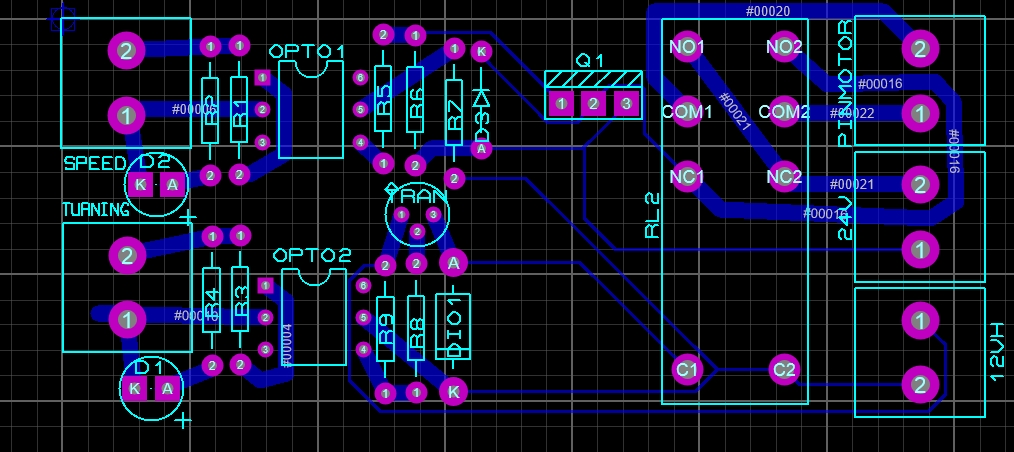 #00020
OPTO1
Q1
PINMOTOR
NO1
NO2
2
2
1
1
1
1
2
1
K
2
#00016
#00006
R2
R1
R5
R6
R7
D3
1
2
3
1
COM1
COM2
#00022
1
#00021
2
3
6
5
4
SPEED
D2
K
A
2
2
1
2
2
A
NC1
NC2
#00021
2
#00016
TURNING
TRAN
1
3
2
RL2
24V
1
OPTO2
2
1
1
2
2
A
1
#00010
R4
R3
#00004
1
2
3
6
5
4
R9
R8
DIO1
1
12VH
D1
K
A
2
2
1
1
K
C1
C2
2